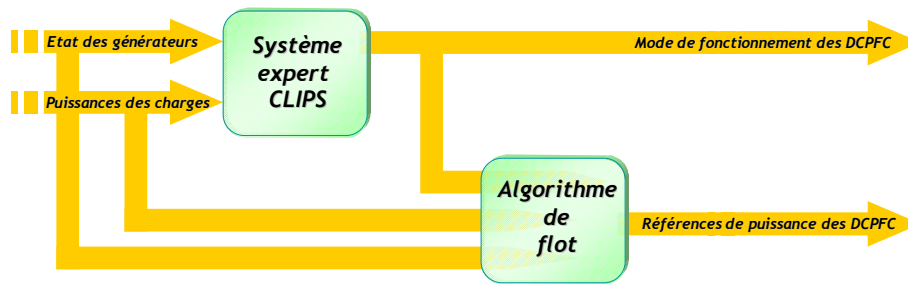 Etat des générateurs
Système
expert
CLIPS
Mode de fonctionnement des DCPFC
Puissances des charges
Algorithme
de
flot
Référénces de puissance des DCPFC